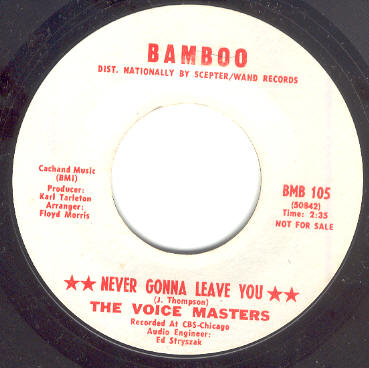 BAMBOO
DIST. NATIONALLY BY SCEPTER/WAND RECORDS
Cachand Music
(BMI)
Producer:
Karl Tarleton
Arranger:
Floyd Morris
BMB 105
(50842)
Time: 2:35
NOT FOR SALE
★★ NEVER GONNA LEAVE YOU ★★
(J. Thompson)
THE VOICE MASTERS
Recorded At CBS-Chicago
Audio Engineer:
Ed Stryszak